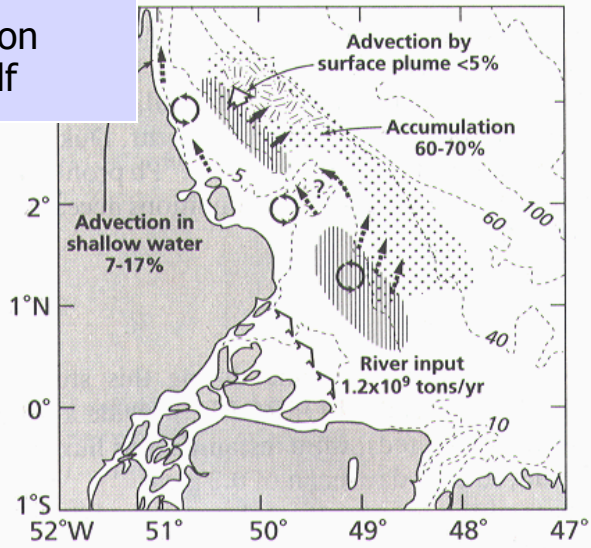 on
lf
Advection by
surface plume <5%
Accumulation
60-70%
5
?
60
100
2°
Advection in
shallow water
7-17%
1°N
40
River input
1.2x10⁹ tons/yr
0°
10
1°S
52°W 51° 50° 49° 48° 47°